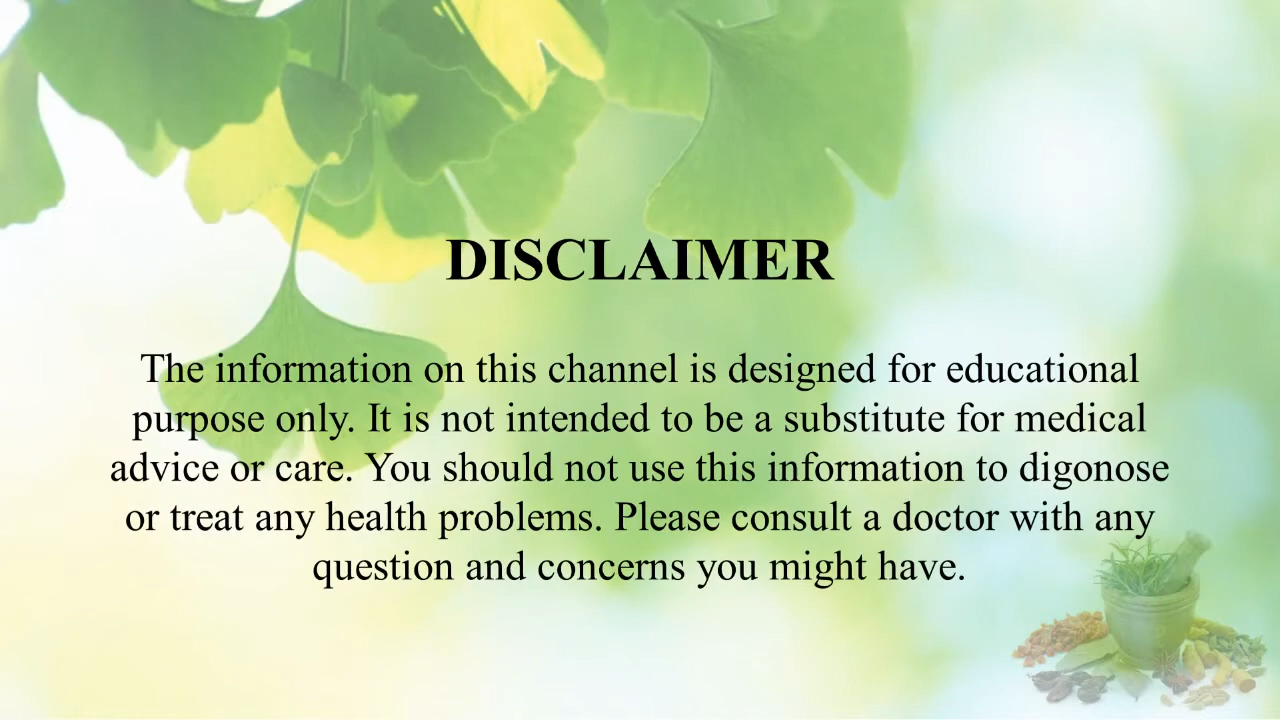 DISCLAIMER
The information on this channel is designed for educational
purpose only. It is not intended to be a substitute for medical
advice or care. You should not use this information to digonose
or treat any health problems. Please consult a doctor with any
question and concerns you might have.